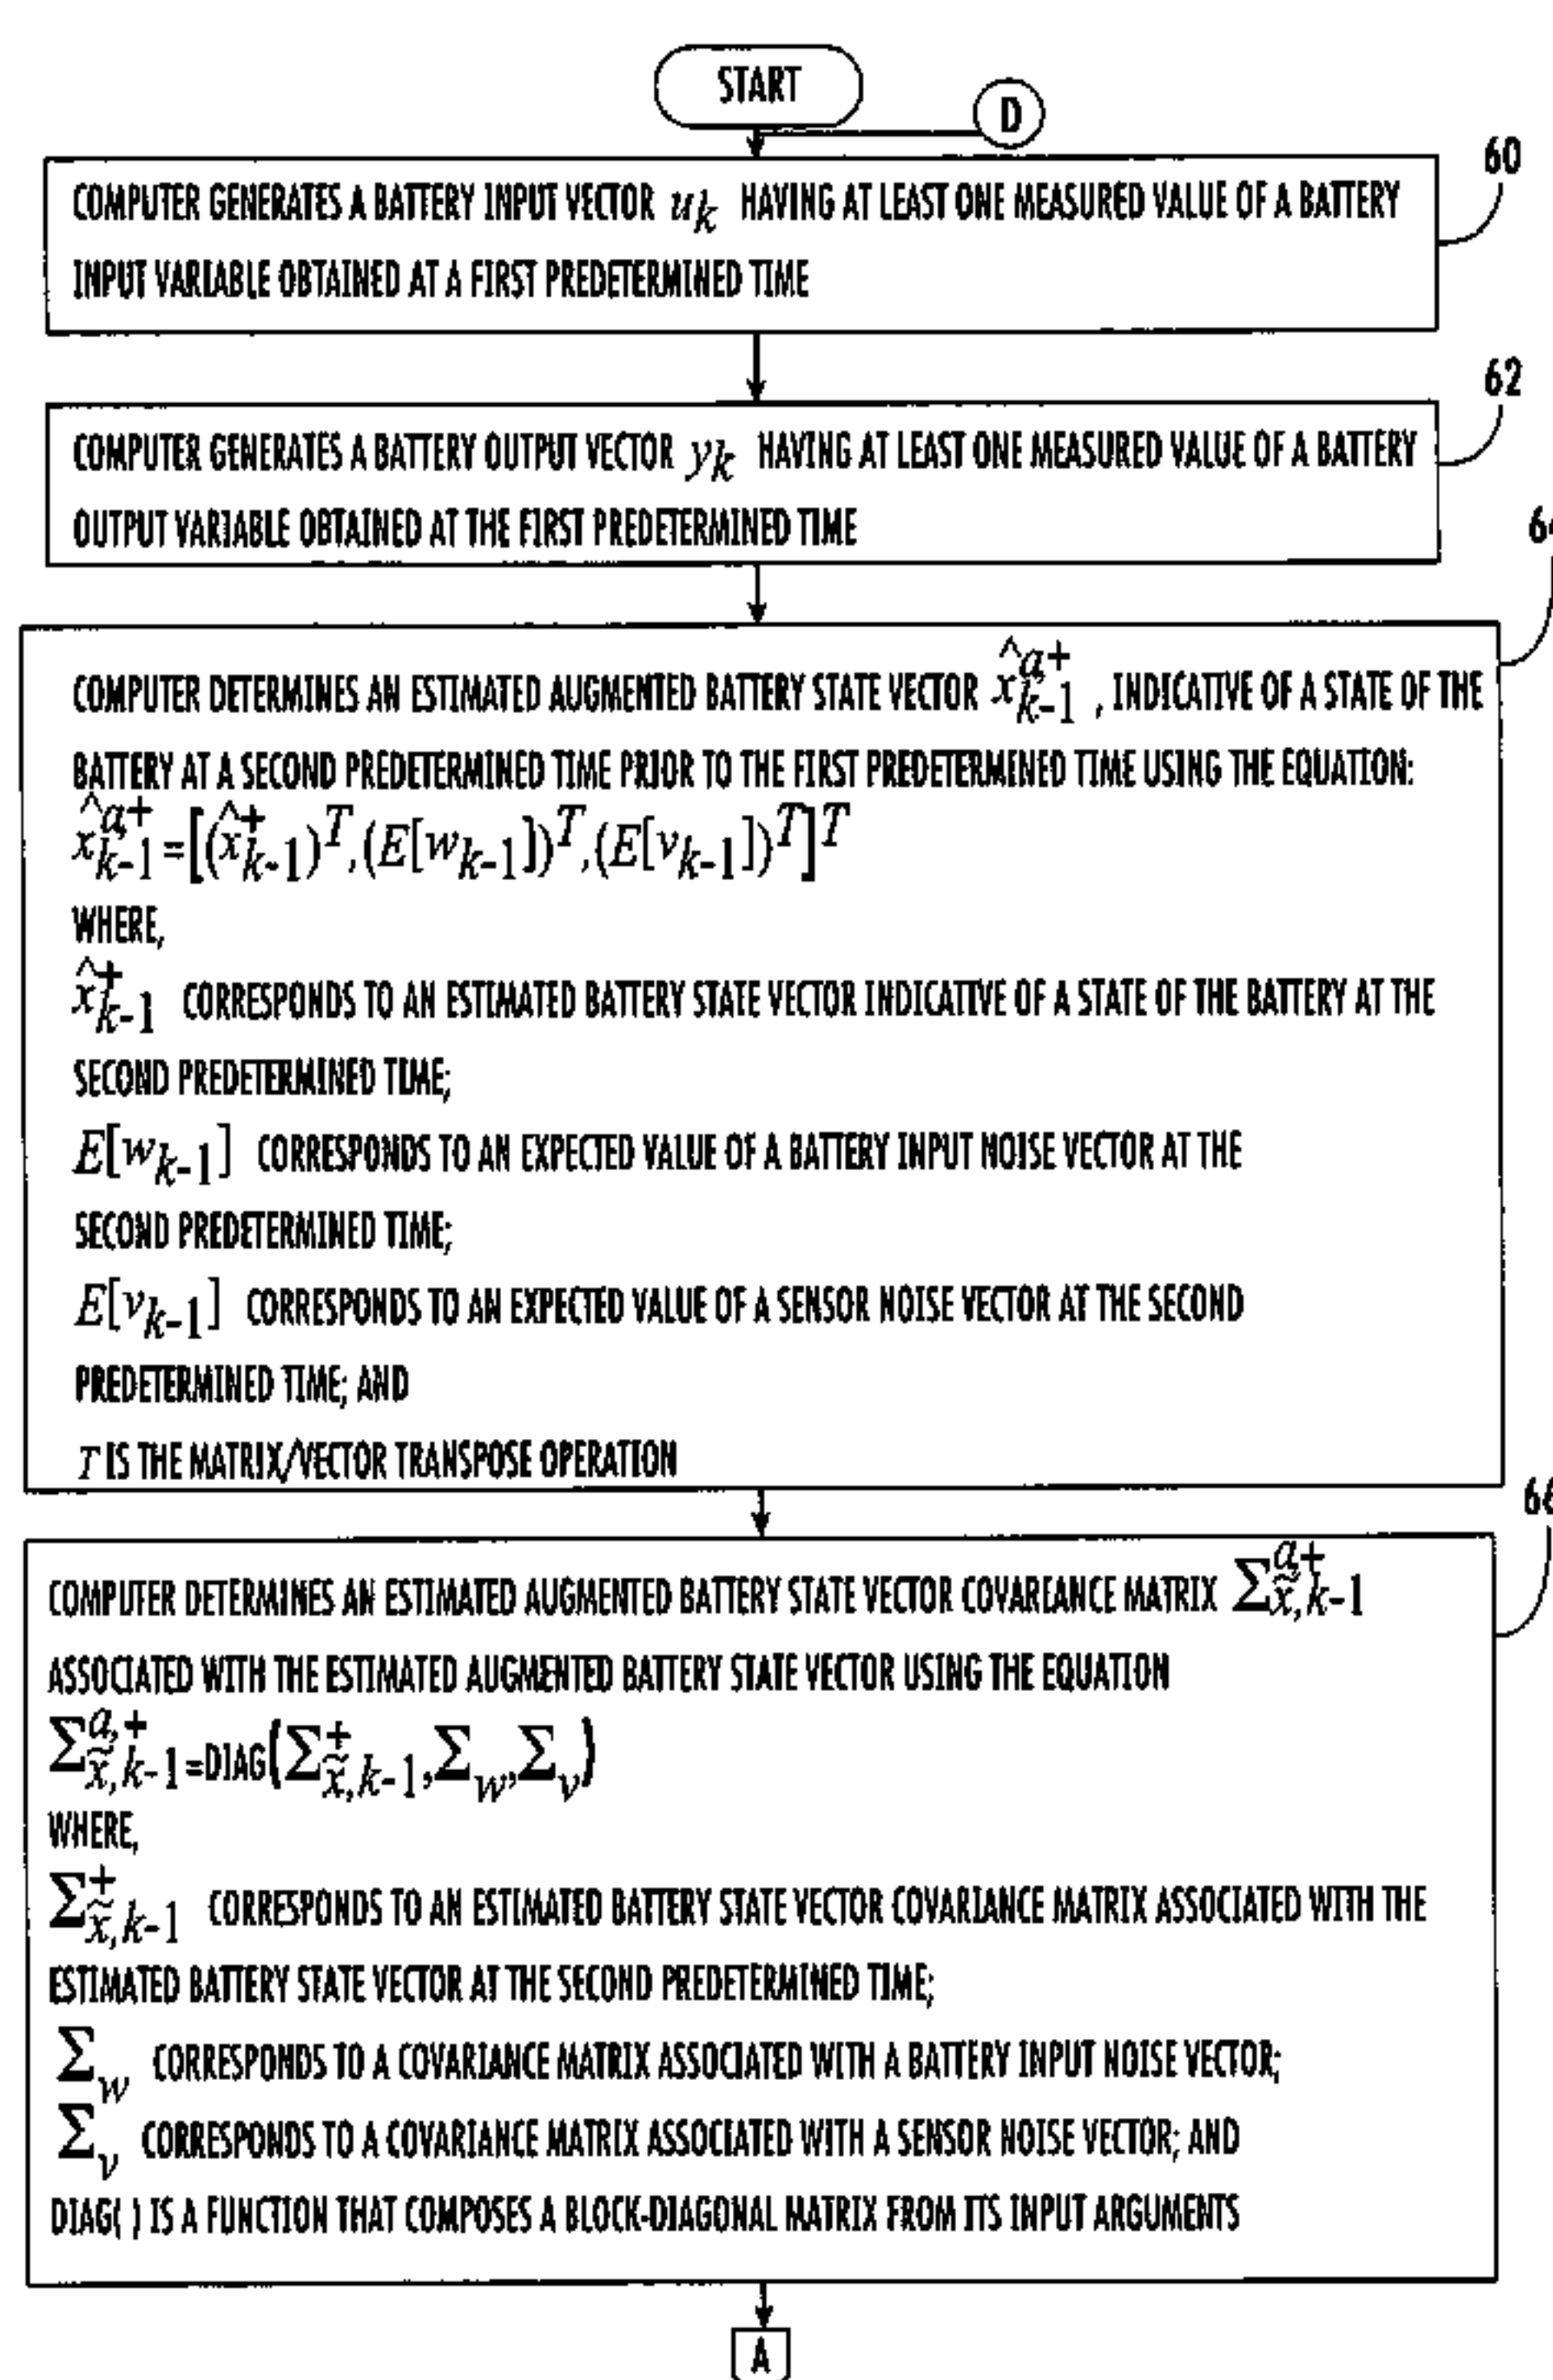 START
D
60
COMPUTER GENERATES A BATTERY INPUT VECTOR u_k HAVING AT LEAST ONE MEASURED VALUE OF A BATTERY
INPUT VARIABLE OBTAINED AT A FIRST PREDETERMINED TIME
62
COMPUTER GENERATES A BATTERY OUTPUT VECTOR y_k HAVING AT LEAST ONE MEASURED VALUE OF A BATTERY
OUTPUT VARIABLE OBTAINED AT THE FIRST PREDETERMINED TIME
64
COMPUTER DETERMINES AN ESTIMATED AUGMENTED BATTERY STATE VECTOR x̂_{k-1}^{a,+} , INDICATIVE OF A STATE OF THE
BATTERY AT A SECOND PREDETERMINED TIME PRIOR TO THE FIRST PREDETERMINED TIME USING THE EQUATION:
x̂_{k-1}^{a,+}=[(x̂_{k-1}^+)^T,(E[w_{k-1}])^T,(E[v_{k-1}])^T]^T
WHERE,
x̂_{k-1}^+ CORRESPONDS TO AN ESTIMATED BATTERY STATE VECTOR INDICATIVE OF A STATE OF THE BATTERY AT THE
SECOND PREDETERMINED TIME;
E[w_{k-1}] CORRESPONDS TO AN EXPECTED VALUE OF A BATTERY INPUT NOISE VECTOR AT THE
SECOND PREDETERMINED TIME;
E[v_{k-1}] CORRESPONDS TO AN EXPECTED VALUE OF A SENSOR NOISE VECTOR AT THE SECOND
PREDETERMINED TIME; AND
T IS THE MATRIX/VECTOR TRANSPOSE OPERATION
66
COMPUTER DETERMINES AN ESTIMATED AUGMENTED BATTERY STATE VECTOR COVARIANCE MATRIX Σ_{x̃,k-1}^{a,+}
ASSOCIATED WITH THE ESTIMATED AUGMENTED BATTERY STATE VECTOR USING THE EQUATION
Σ_{x̃,k-1}^{a,+}=DIAG(Σ_{x̃,k-1}^+,Σ_w,Σ_v)
WHERE,
Σ_{x̃,k-1}^+ CORRESPONDS TO AN ESTIMATED BATTERY STATE VECTOR COVARIANCE MATRIX ASSOCIATED WITH THE
ESTIMATED BATTERY STATE VECTOR AT THE SECOND PREDETERMINED TIME;
Σ_w CORRESPONDS TO A COVARIANCE MATRIX ASSOCIATED WITH A BATTERY INPUT NOISE VECTOR;
Σ_v CORRESPONDS TO A COVARIANCE MATRIX ASSOCIATED WITH A SENSOR NOISE VECTOR; AND
DIAG( ) IS A FUNCTION THAT COMPOSES A BLOCK-DIAGONAL MATRIX FROM ITS INPUT ARGUMENTS
A